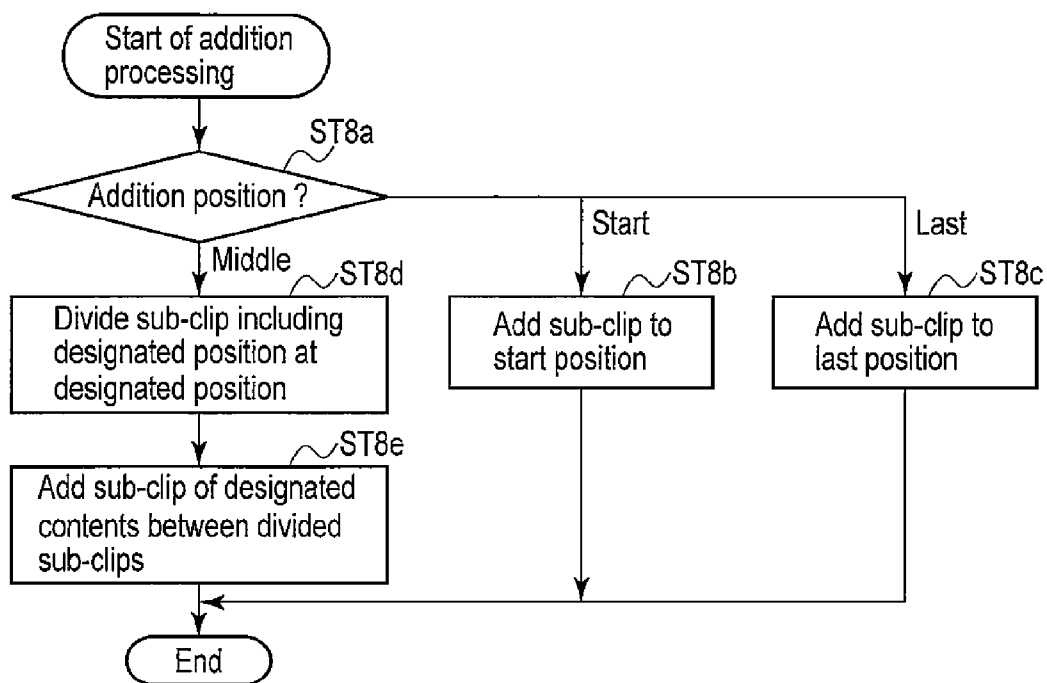 Start of addition
processing
ST8a
Addition position ?
Middle
Start
Last
ST8d
Divide sub-clip including
designated position at
designated position
ST8b
Add sub-clip to
start position
ST8c
Add sub-clip to
last position
ST8e
Add sub-clip of designated
contents between divided
sub-clips
End